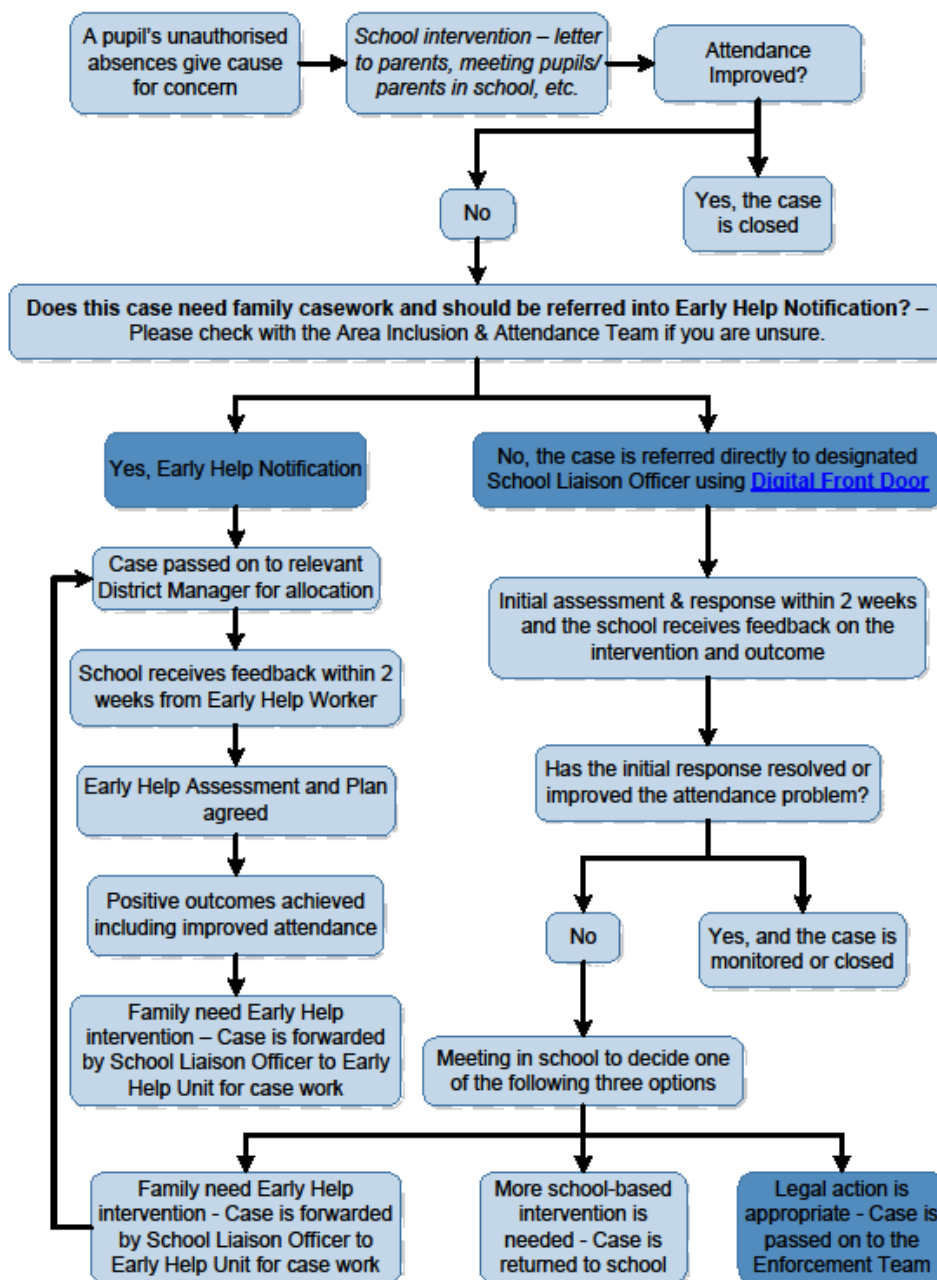 A pupil's unauthorised
absences give cause
for concern
School intervention – letter
to parents, meeting pupils/
parents in school, etc.
Attendance
Improved?
No
Yes, the case
is closed
Does this case need family casework and should be referred into Early Help Notification? –
Please check with the Area Inclusion & Attendance Team if you are unsure.
Yes, Early Help Notification
No, the case is referred directly to designated
School Liaison Officer using Digital Front Door
Case passed on to relevant
District Manager for allocation
Initial assessment & response within 2 weeks
and the school receives feedback on the
intervention and outcome
School receives feedback within 2
weeks from Early Help Worker
Early Help Assessment and Plan
agreed
Has the initial response resolved or
improved the attendance problem?
Positive outcomes achieved
including improved attendance
No
Yes, and the case is
monitored or closed
Family need Early Help
intervention – Case is forwarded
by School Liaison Officer to Early
Help Unit for case work
Meeting in school to decide one
of the following three options
Family need Early Help
intervention - Case is forwarded
by School Liaison Officer to
Early Help Unit for case work
More school-based
intervention is
needed - Case is
returned to school
Legal action is
appropriate - Case is
passed on to the
Enforcement Team